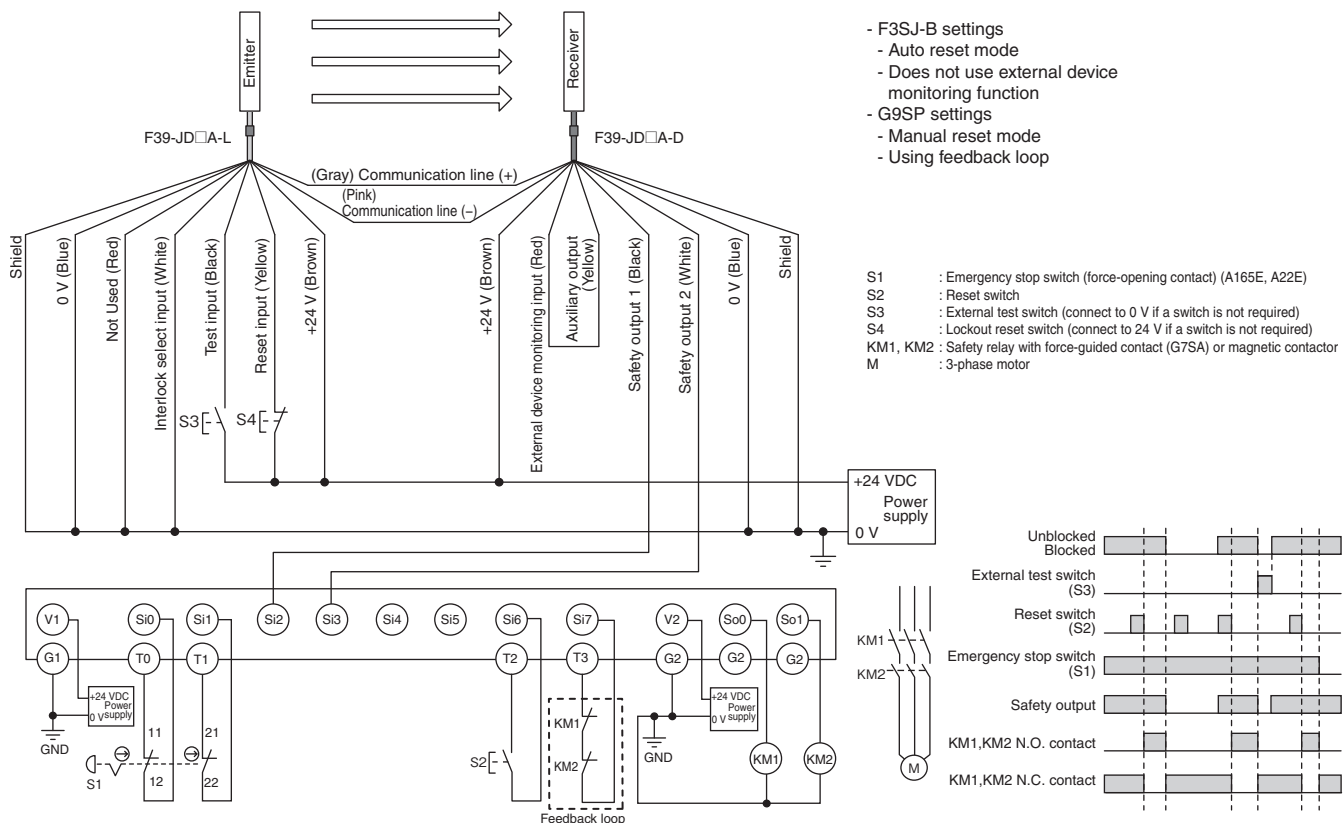 Emitter
Receiver
F39-JD□A-L
F39-JD□A-D
(Gray) Communication line (+)
(Pink)
Communication line (−)
Shield
0 V (Blue)
Not Used (Red)
Interlock select input (White)
Test input (Black)
Reset input (Yellow)
+24 V (Brown)
+24 V (Brown)
External device monitoring input (Red)
Auxiliary output
(Yellow)
Safety output 1 (Black)
Safety output 2 (White)
0 V (Blue)
Shield
S3
S4
+24 VDC
Power
supply
0 V
- F3SJ-B settings
- Auto reset mode
- Does not use external device
monitoring function
- G9SP settings
- Manual reset mode
- Using feedback loop
S1 : Emergency stop switch (force-opening contact) (A165E, A22E)
S2 : Reset switch
S3 : External test switch (connect to 0 V if a switch is not required)
S4 : Lockout reset switch (connect to 24 V if a switch is not required)
KM1, KM2 : Safety relay with force-guided contact (G7SA) or magnetic contactor
M : 3-phase motor
V1 Si0 Si1 Si2 Si3 Si4 Si5 Si6 Si7 V2 So0 So1
G1 T0 T1 T2 T3 G2 G2 G2
+24 VDC
Power
0 V supply
GND
11
21
12
22
S1
S2
KM1
KM2
Feedback loop
+24 VDC
Power
0 V supply
GND
KM1
KM2
KM1
KM2
M
Unblocked
Blocked
External test switch
(S3)
Reset switch
(S2)
Emergency stop switch
(S1)
Safety output
KM1,KM2 N.O. contact
KM1,KM2 N.C. contact